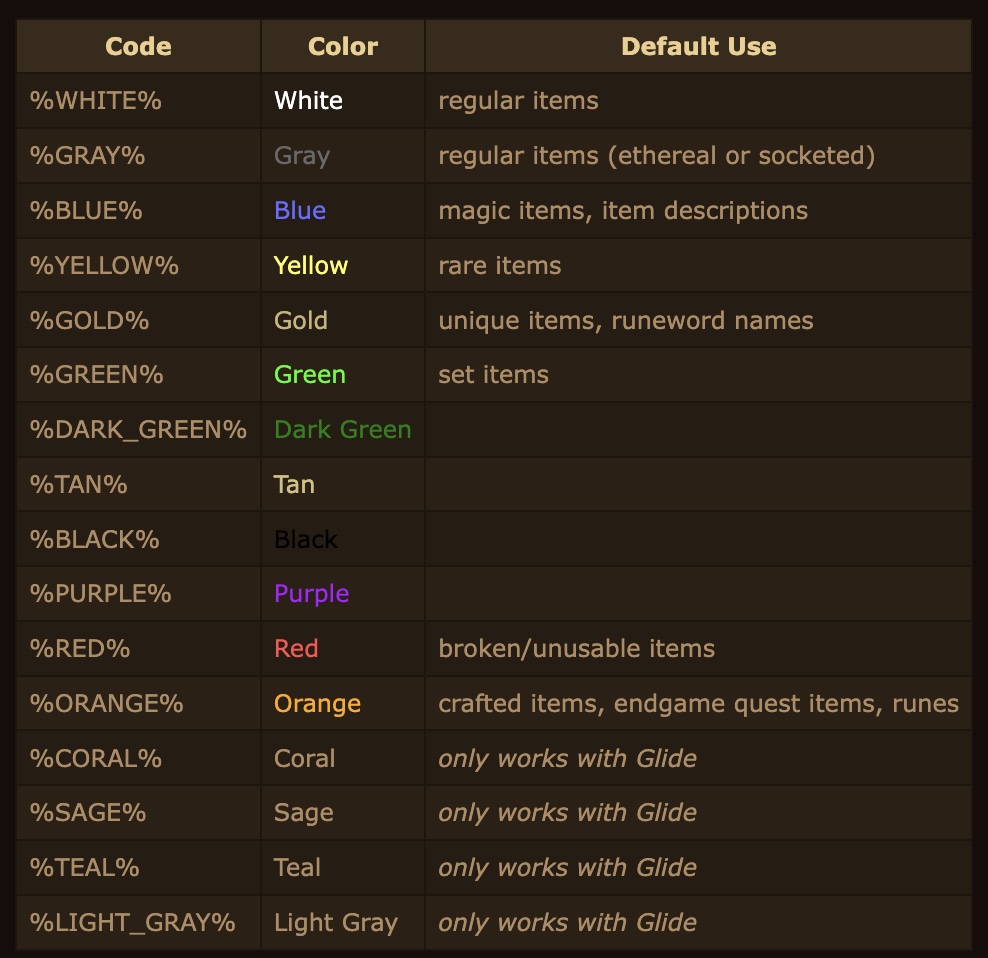 Code Color Default Use
%WHITE% White regular items
%GRAY% Gray regular items (ethereal or socketed)
%BLUE% Blue magic items, item descriptions
%YELLOW% Yellow rare items
%GOLD% Gold unique items, runeword names
%GREEN% Green set items
%DARK_GREEN% Dark Green
%TAN% Tan
%BLACK% Black
%PURPLE% Purple
%RED% Red broken/unusable items
%ORANGE% Orange crafted items, endgame quest items, runes
%CORAL% Coral only works with Glide
%SAGE% Sage only works with Glide
%TEAL% Teal only works with Glide
%LIGHT_GRAY% Light Gray only works with Glide